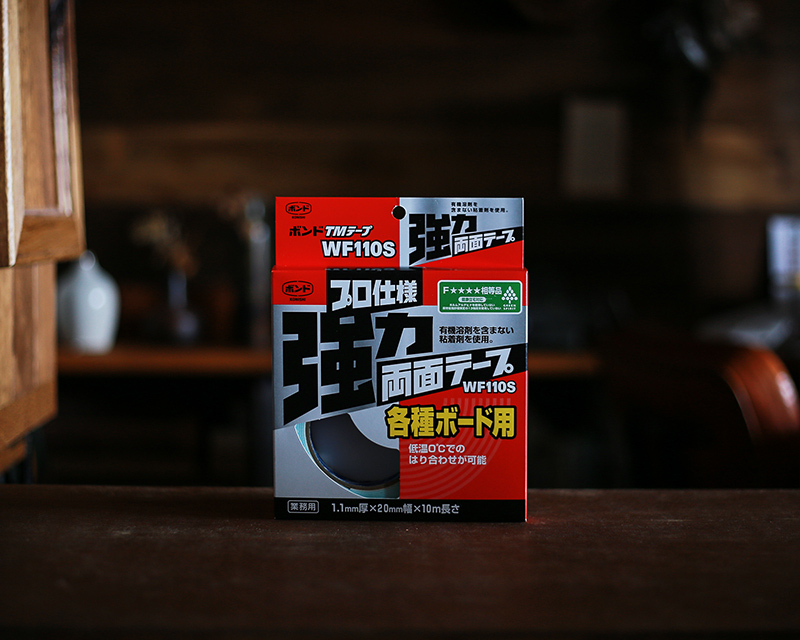 ボンド
ボンド TMテープ
WF110S
有機溶剤を
含まない粘着剤を使用。
強力
両面テープ
ボンド
プロ仕様
F★★★★相当品
強力
両面テープ
WF110S
有機溶剤を含まない
粘着剤を使用。
各種ボード用
低温0℃での
はり合わせが可能
業務用
1.1mm厚×20mm幅×10m長さ